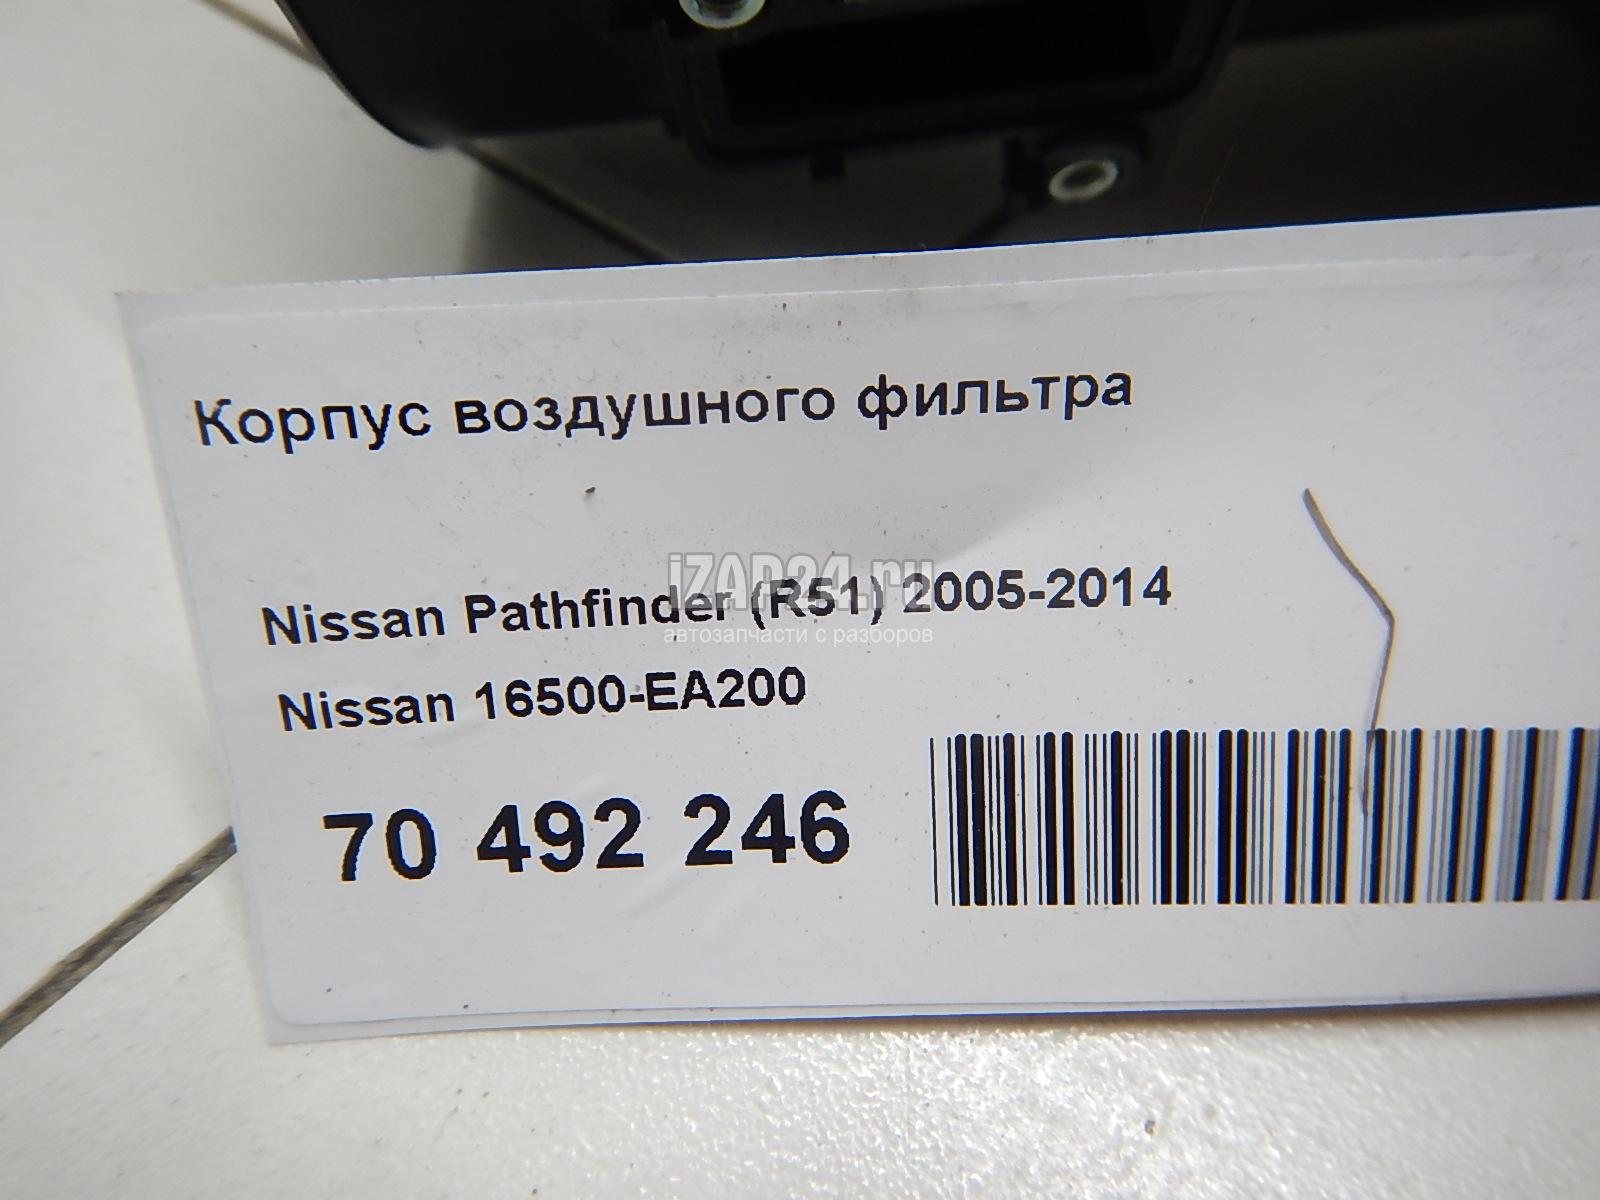 Корпус воздушного фильтра
iZAP24.ru
Nissan Pathfinder (R51) 2005-2014
автозапчасти с разборов
Nissan 16500-EA200
70 492 246